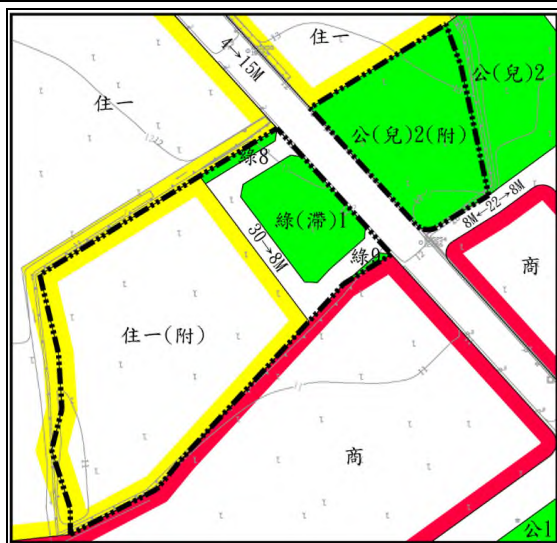 住一
4→15M
住一
公(兒)2
公(兒)2(附)
綠8
綠(滯)1
30→8M
8M←22→8M
綠9
商
住一(附)
商
公1